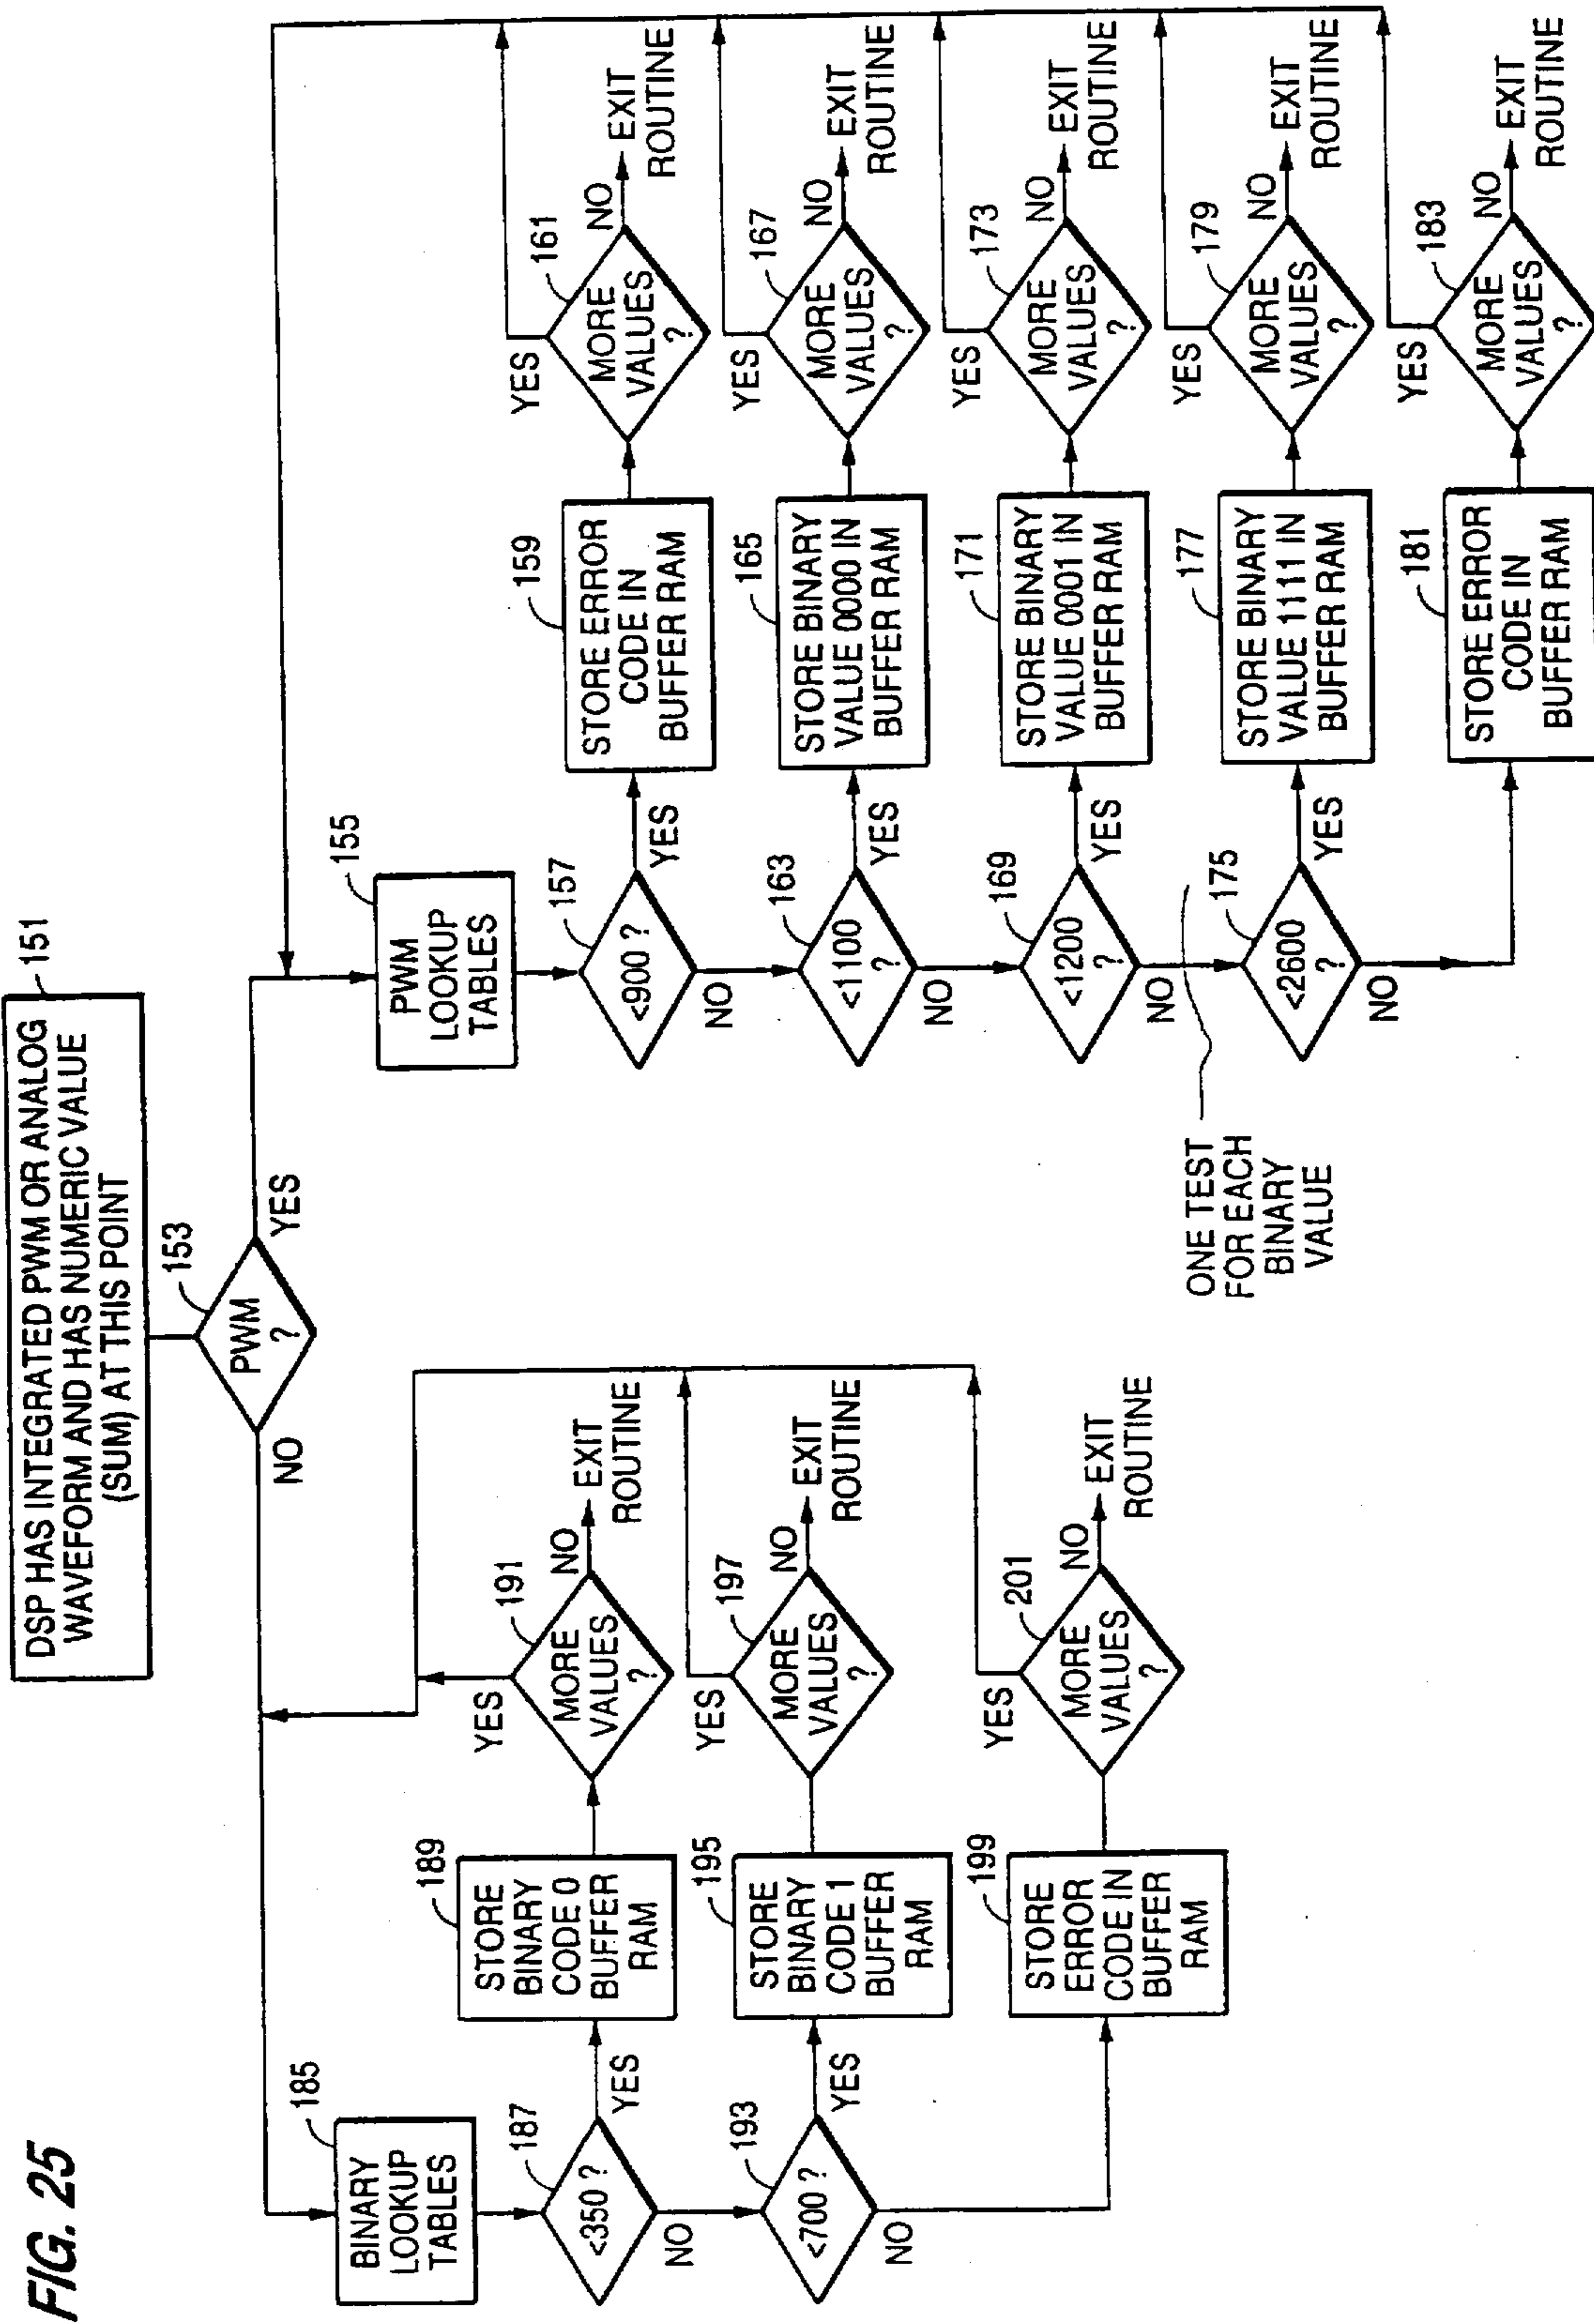 FIG. 25
DSP HAS INTEGRATED PWM OR ANALOG
WAVEFORM AND HAS NUMERIC VALUE
(SUM) AT THIS POINT
151
153
PWM
?
NO
YES
185
BINARY
LOOKUP
TABLES
187
<350 ?
YES
NO
189
STORE
BINARY
CODE 0
BUFFER
RAM
191
MORE
VALUES
?
YES
NO
EXIT
ROUTINE
193
<700 ?
YES
NO
195
STORE
BINARY
CODE 1
BUFFER
RAM
197
MORE
VALUES
?
YES
NO
EXIT
ROUTINE
199
STORE
ERROR
CODE IN
BUFFER
RAM
201
MORE
VALUES
?
YES
NO
EXIT
ROUTINE
155
PWM
LOOKUP
TABLES
157
<900 ?
YES
NO
159
STORE ERROR
CODE IN
BUFFER RAM
161
MORE
VALUES
?
YES
NO
EXIT
ROUTINE
163
<1100
?
YES
NO
165
STORE BINARY
VALUE 0000 IN
BUFFER RAM
167
MORE
VALUES
?
YES
NO
EXIT
ROUTINE
169
<1200
?
YES
NO
171
STORE BINARY
VALUE 0001 IN
BUFFER RAM
173
MORE
VALUES
?
YES
NO
EXIT
ROUTINE
ONE TEST
FOR EACH
BINARY
VALUE
175
<2600
?
YES
NO
177
STORE BINARY
VALUE 1111 IN
BUFFER RAM
179
MORE
VALUES
?
YES
NO
EXIT
ROUTINE
181
STORE ERROR
CODE IN
BUFFER RAM
183
MORE
VALUES
?
YES
NO
EXIT
ROUTINE